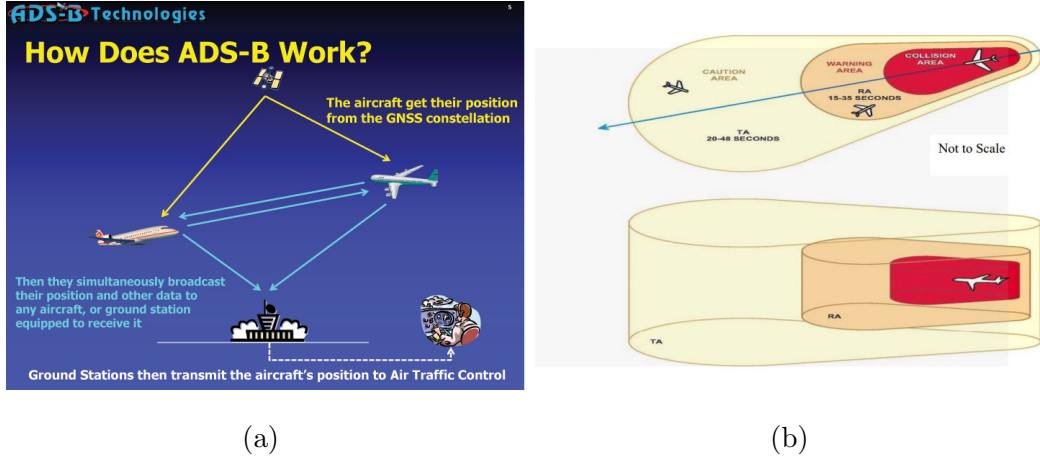 ADS-B Technologies
5
How Does ADS-B Work?
The aircraft get their position
from the GNSS constellation
Then they simultaneously broadcast
their position and other data to
any aircraft, or ground station
equipped to receive it
Ground Stations then transmit the aircraft's position to Air Traffic Control
(a)
CAUTION
AREA
WARNING
AREA
COLLISION
AREA
RA
15-35 SECONDS
TA
20-48 SECONDS
Not to Scale
RA
TA
(b)